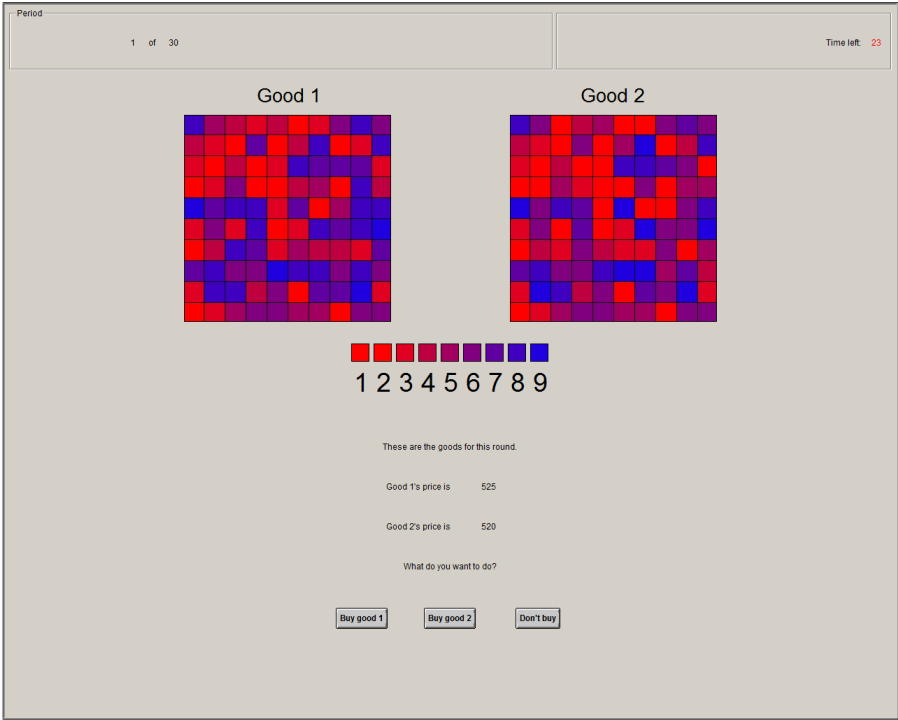 Period
1 of 30
Time left: 23
Good 1
Good 2
1 2 3 4 5 6 7 8 9
These are the goods for this round.
Good 1's price is 525
Good 2's price is 520
What do you want to do?
Buy good 1
Buy good 2
Don't buy